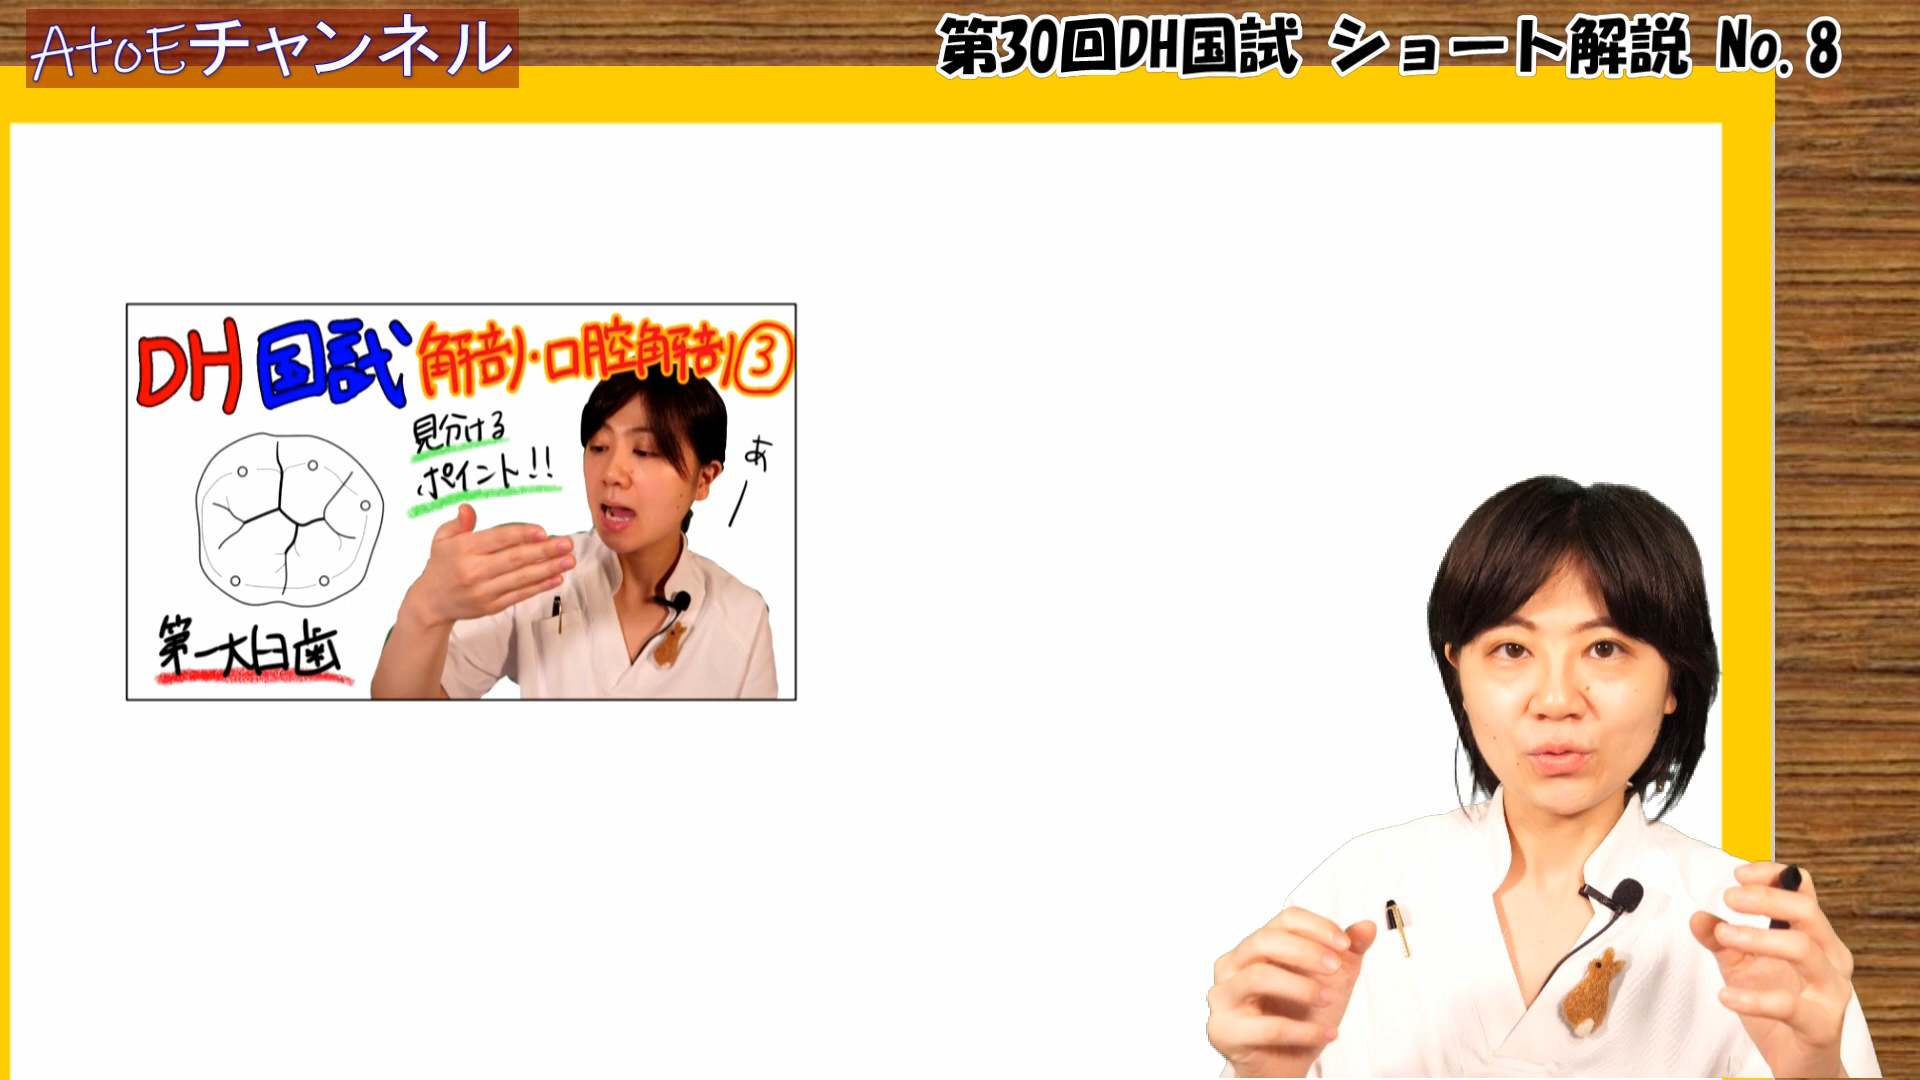 AtoEチャンネル
第30回DH国試 ショート解説 No.8
DH国試 解剖・口腔解剖③
見分ける
ポイント!!
あー
第一大臼歯